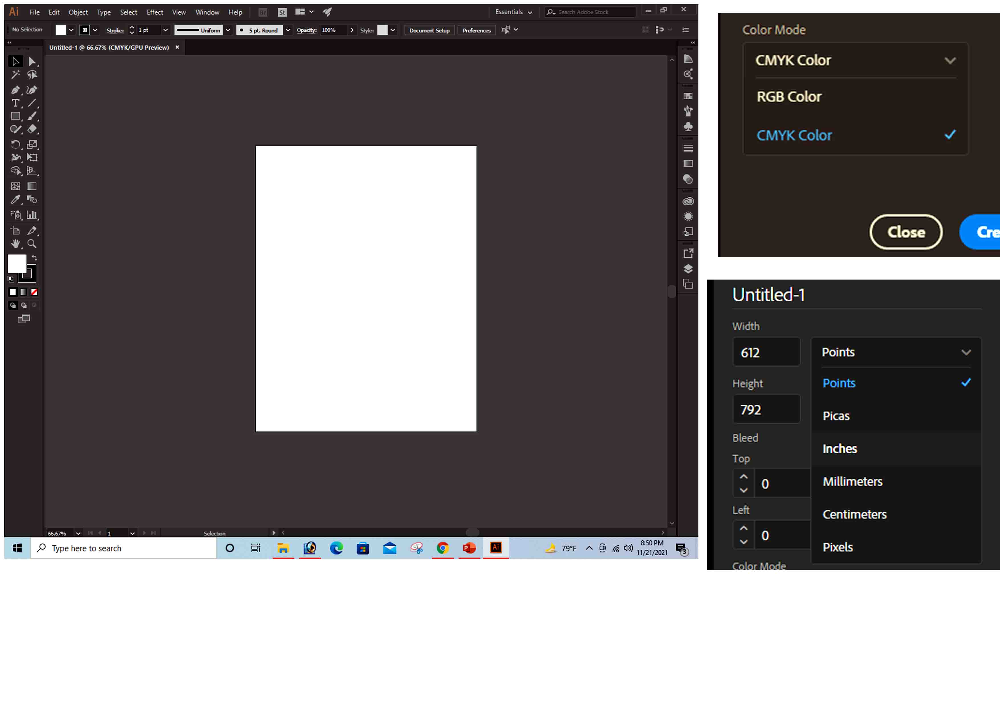 Ai File Edit Object Type Select Effect View Window Help Br St Essentials Search Adobe Stock
No Selection Stroke: 1 pt Uniform 5 pt. Round Opacity: 100% Style: Document Setup Preferences
Untitled-1 @ 66.67% (CMYK/GPU Preview) ×
T
66.67% 1 Selection
Type here to search P Ai 79°F 8:50 PM
11/21/2021 3
Color Mode
CMYK Color
RGB Color
CMYK Color
Close Cre
Untitled-1
Width
612 Points
Height Points
792 Picas
Bleed Inches
Top
0 Millimeters
Left Centimeters
0 Pixels
Color Mode